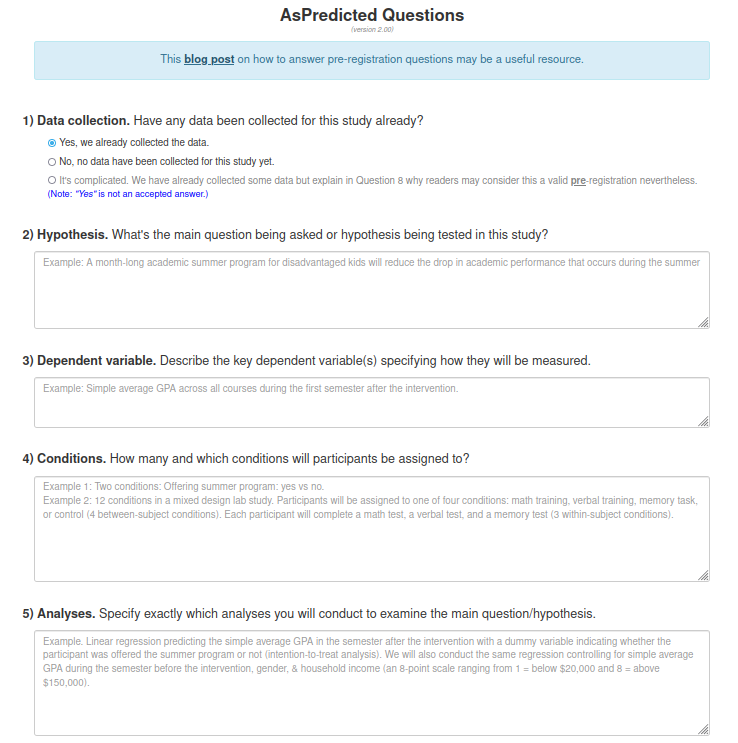 AsPredicted Questions
(version 2.00)
This blog post on how to answer pre-registration questions may be a useful resource.
1) Data collection. Have any data been collected for this study already?
Yes, we already collected the data.
No, no data have been collected for this study yet.
It's complicated. We have already collected some data but explain in Question 8 why readers may consider this a valid pre-registration nevertheless.
(Note: "Yes" is not an accepted answer.)
2) Hypothesis. What's the main question being asked or hypothesis being tested in this study?
Example: A month-long academic summer program for disadvantaged kids will reduce the drop in academic performance that occurs during the summer
3) Dependent variable. Describe the key dependent variable(s) specifying how they will be measured.
Example: Simple average GPA across all courses during the first semester after the intervention.
4) Conditions. How many and which conditions will participants be assigned to?
Example 1: Two conditions: Offering summer program: yes vs no.
Example 2: 12 conditions in a mixed design lab study. Participants will be assigned to one of four conditions: math training, verbal training, memory task,
or control (4 between-subject conditions). Each participant will complete a math test, a verbal test, and a memory test (3 within-subject conditions).
5) Analyses. Specify exactly which analyses you will conduct to examine the main question/hypothesis.
Example. Linear regression predicting the simple average GPA in the semester after the intervention with a dummy variable indicating whether the
participant was offered the summer program or not (intention-to-treat analysis). We will also conduct the same regression controlling for simple average
GPA during the semester before the intervention, gender, & household income (an 8-point scale ranging from 1 = below $20,000 and 8 = above
$150,000).